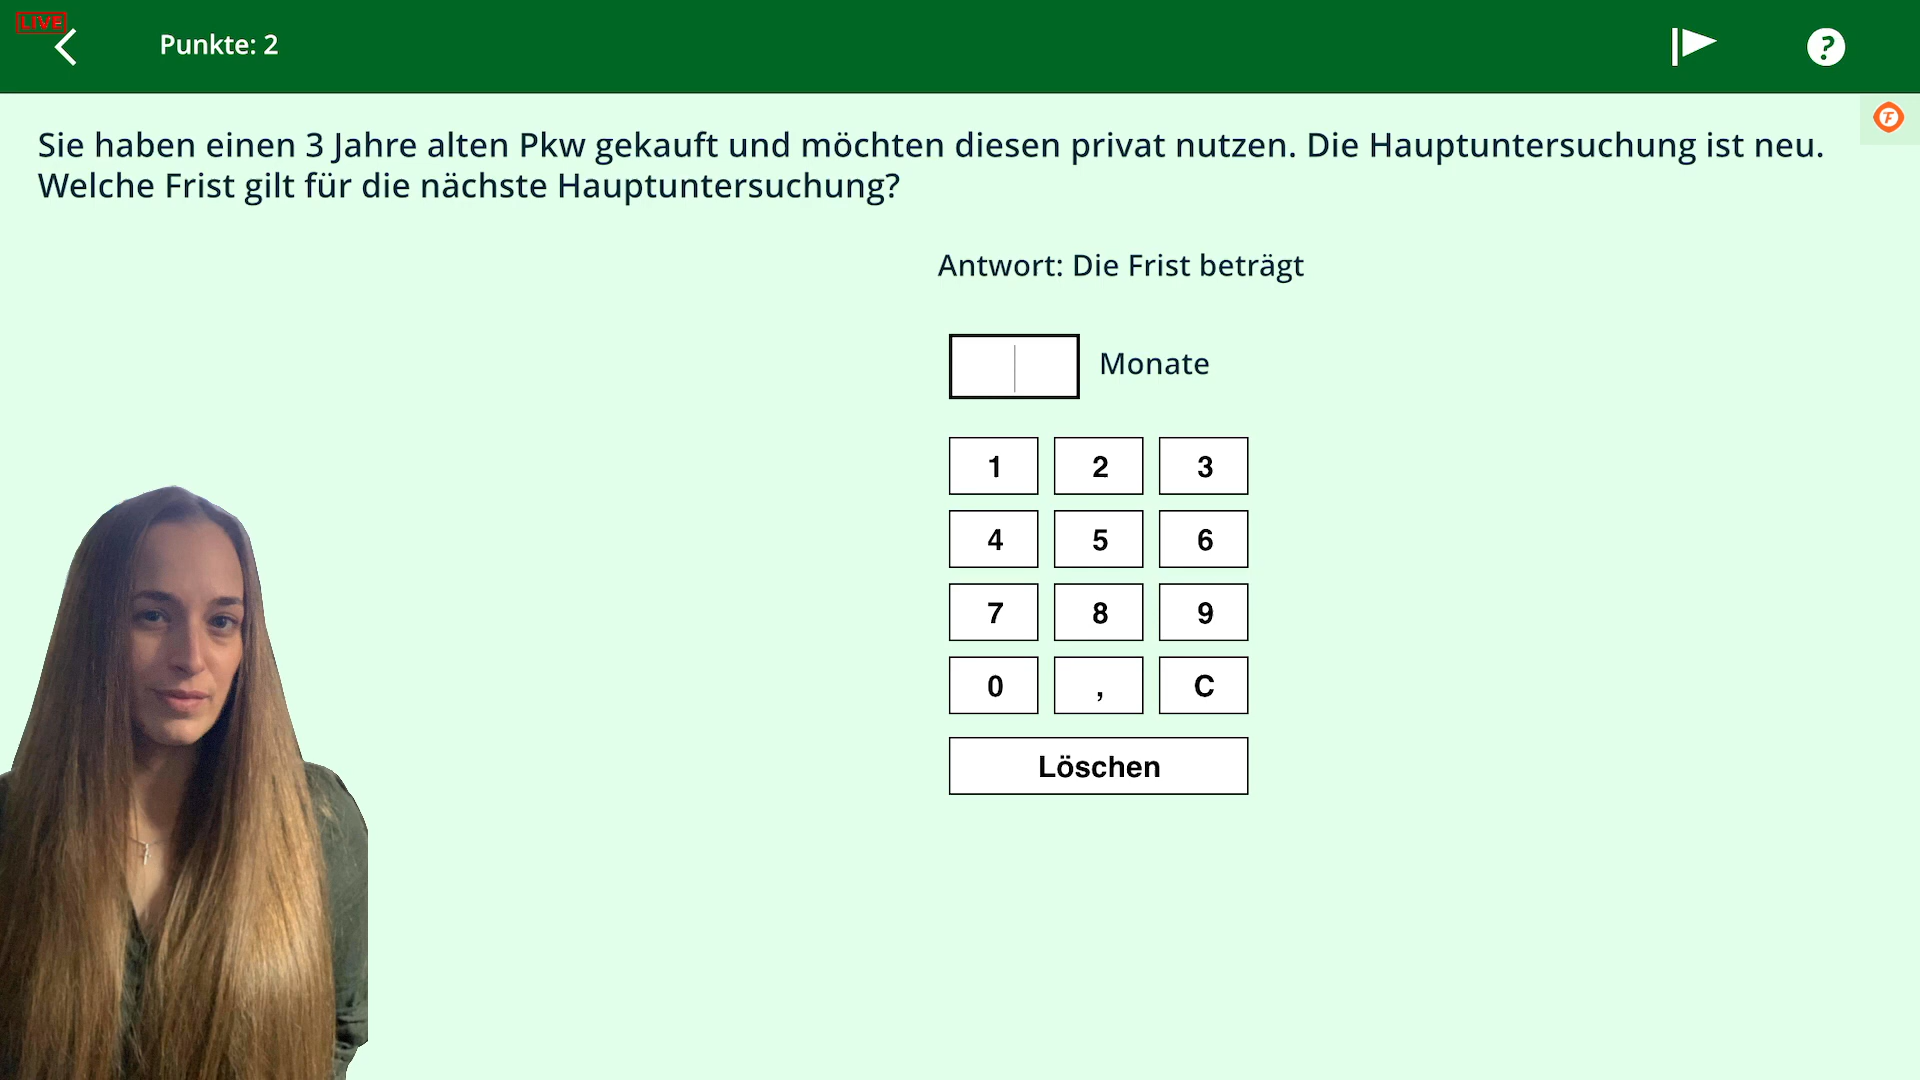 LIVE
Punkte: 2
?
F
Sie haben einen 3 Jahre alten Pkw gekauft und möchten diesen privat nutzen. Die Hauptuntersuchung ist neu.
Welche Frist gilt für die nächste Hauptuntersuchung?
Antwort: Die Frist beträgt
Monate
1 2 3
4 5 6
7 8 9
0 , C
Löschen